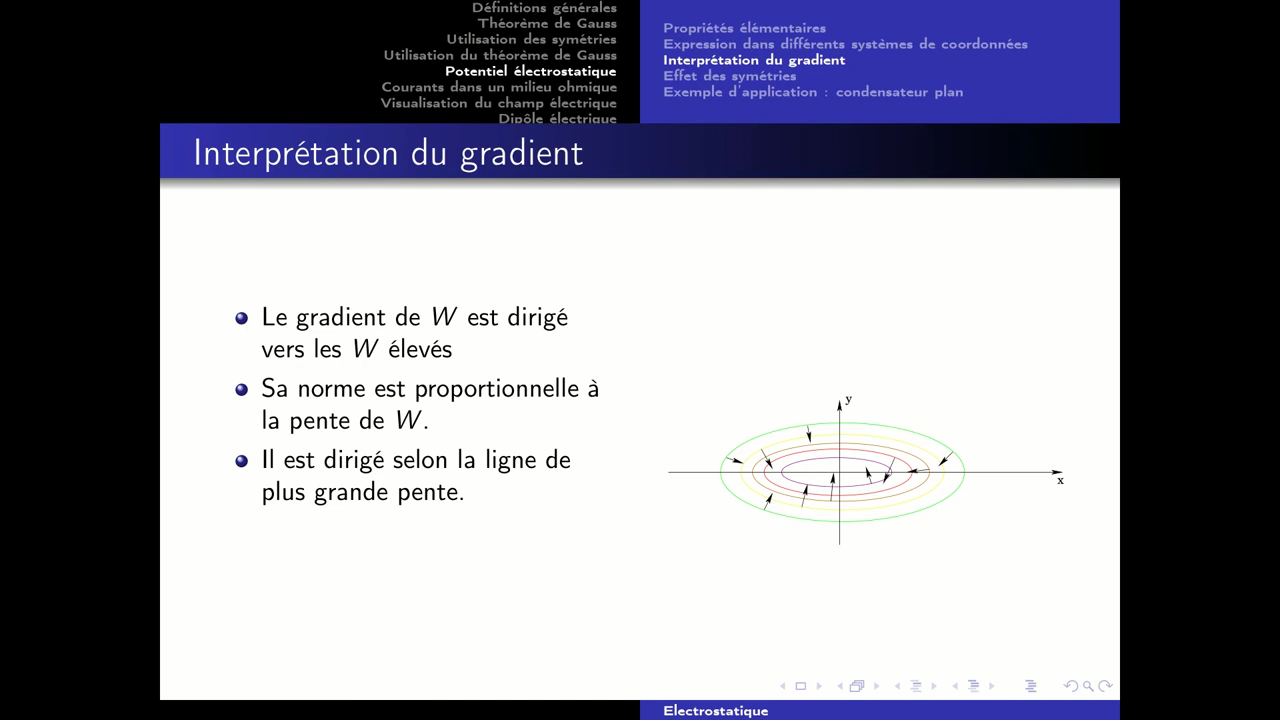 Définitions générales
Théorème de Gauss
Utilisation des symétries
Utilisation du théorème de Gauss
Potentiel électrostatique
Courants dans un milieu ohmique
Visualisation du champ électrique
Dipôle électrique
Propriétés élémentaires
Expression dans différents systèmes de coordonnées
Interprétation du gradient
Effet des symétries
Exemple d'application : condensateur plan
Interprétation du gradient
Le gradient de W est dirigé
vers les W élevés
Sa norme est proportionnelle à
la pente de W.
Il est dirigé selon la ligne de
plus grande pente.
y
x
Electrostatique